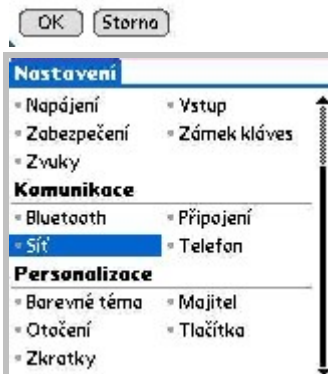 OK Storno
Nastavení
Napájení Vstup
Zabezpečení Zámek kláves
Zvuky
Komunikace
Bluetooth Připojení
Síť Telefon
Personalizace
Barevné téma Majitel
Otočení Tlačítka
Zkratky